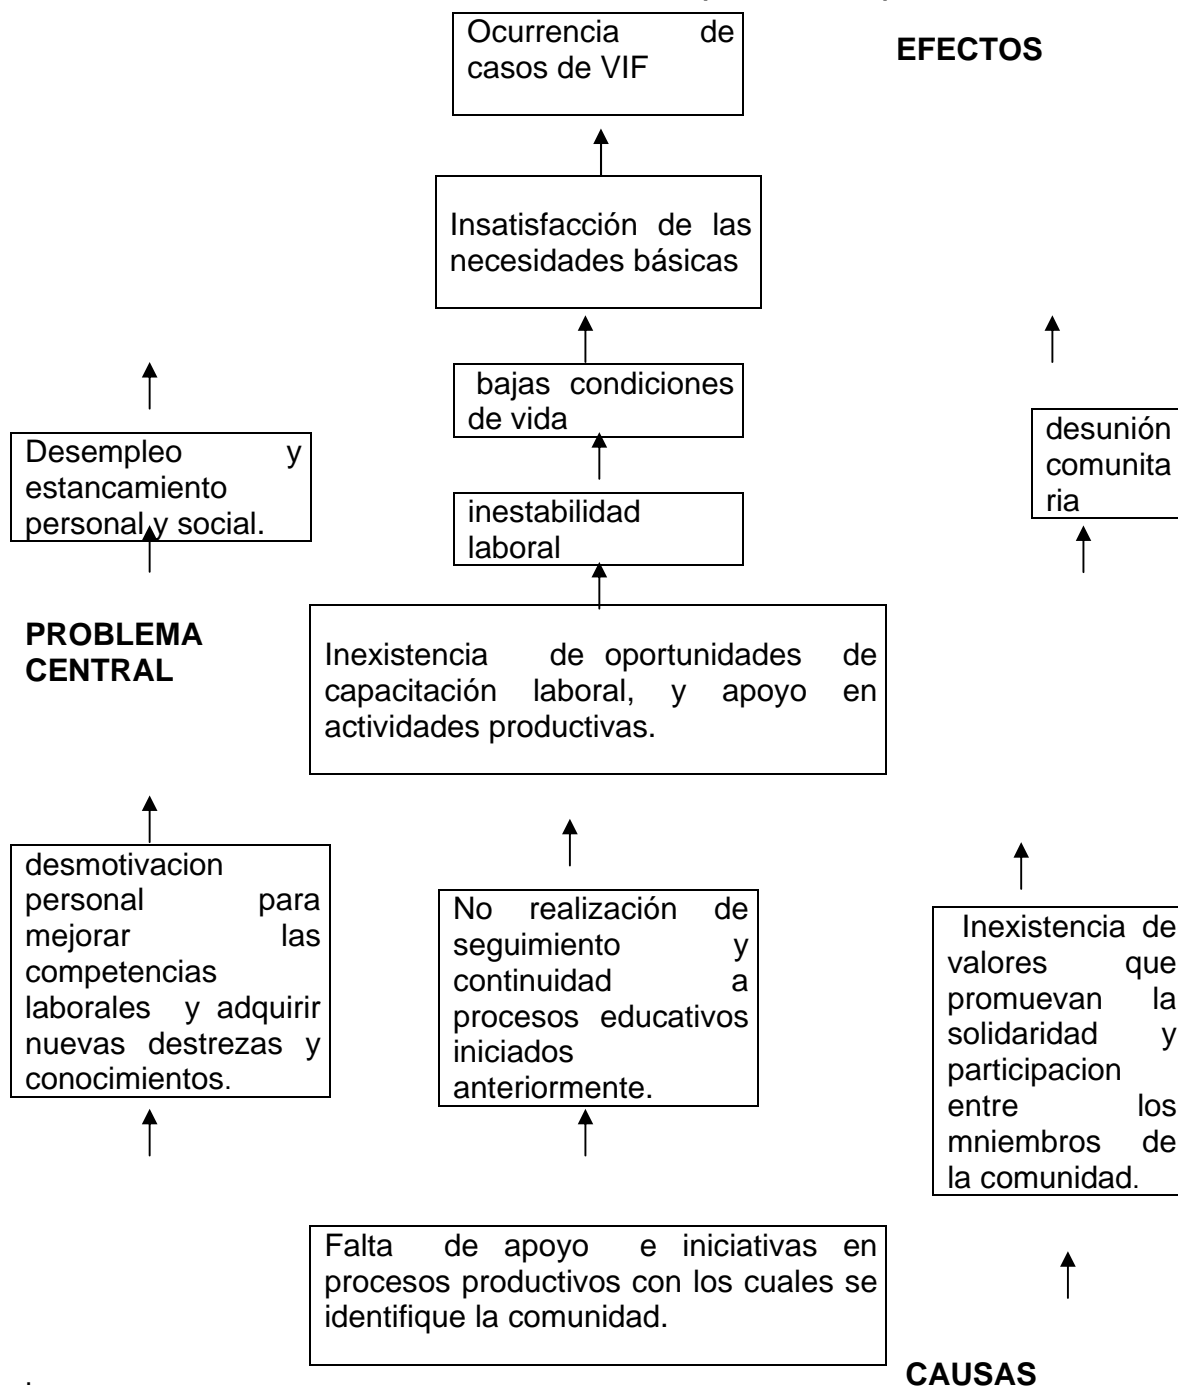 Ocurrencia de
casos de VIF
EFECTOS
Insatisfacción de las
necesidades básicas
bajas condiciones
de vida
Desempleo y
estancamiento
personal y social.
desunión
comunita
ria
inestabilidad
laboral
PROBLEMA
CENTRAL
Inexistencia de oportunidades de
capacitación laboral, y apoyo en
actividades productivas.
desmotivacion
personal para
mejorar las
competencias
laborales y adquirir
nuevas destrezas y
conocimientos.
No realización de
seguimiento y
continuidad a
procesos educativos
iniciados
anteriormente.
Inexistencia de
valores que
promuevan la
solidaridad y
participacion
entre los
mniembros de
la comunidad.
Falta de apoyo e iniciativas en
procesos productivos con los cuales se
identifique la comunidad.
.
CAUSAS